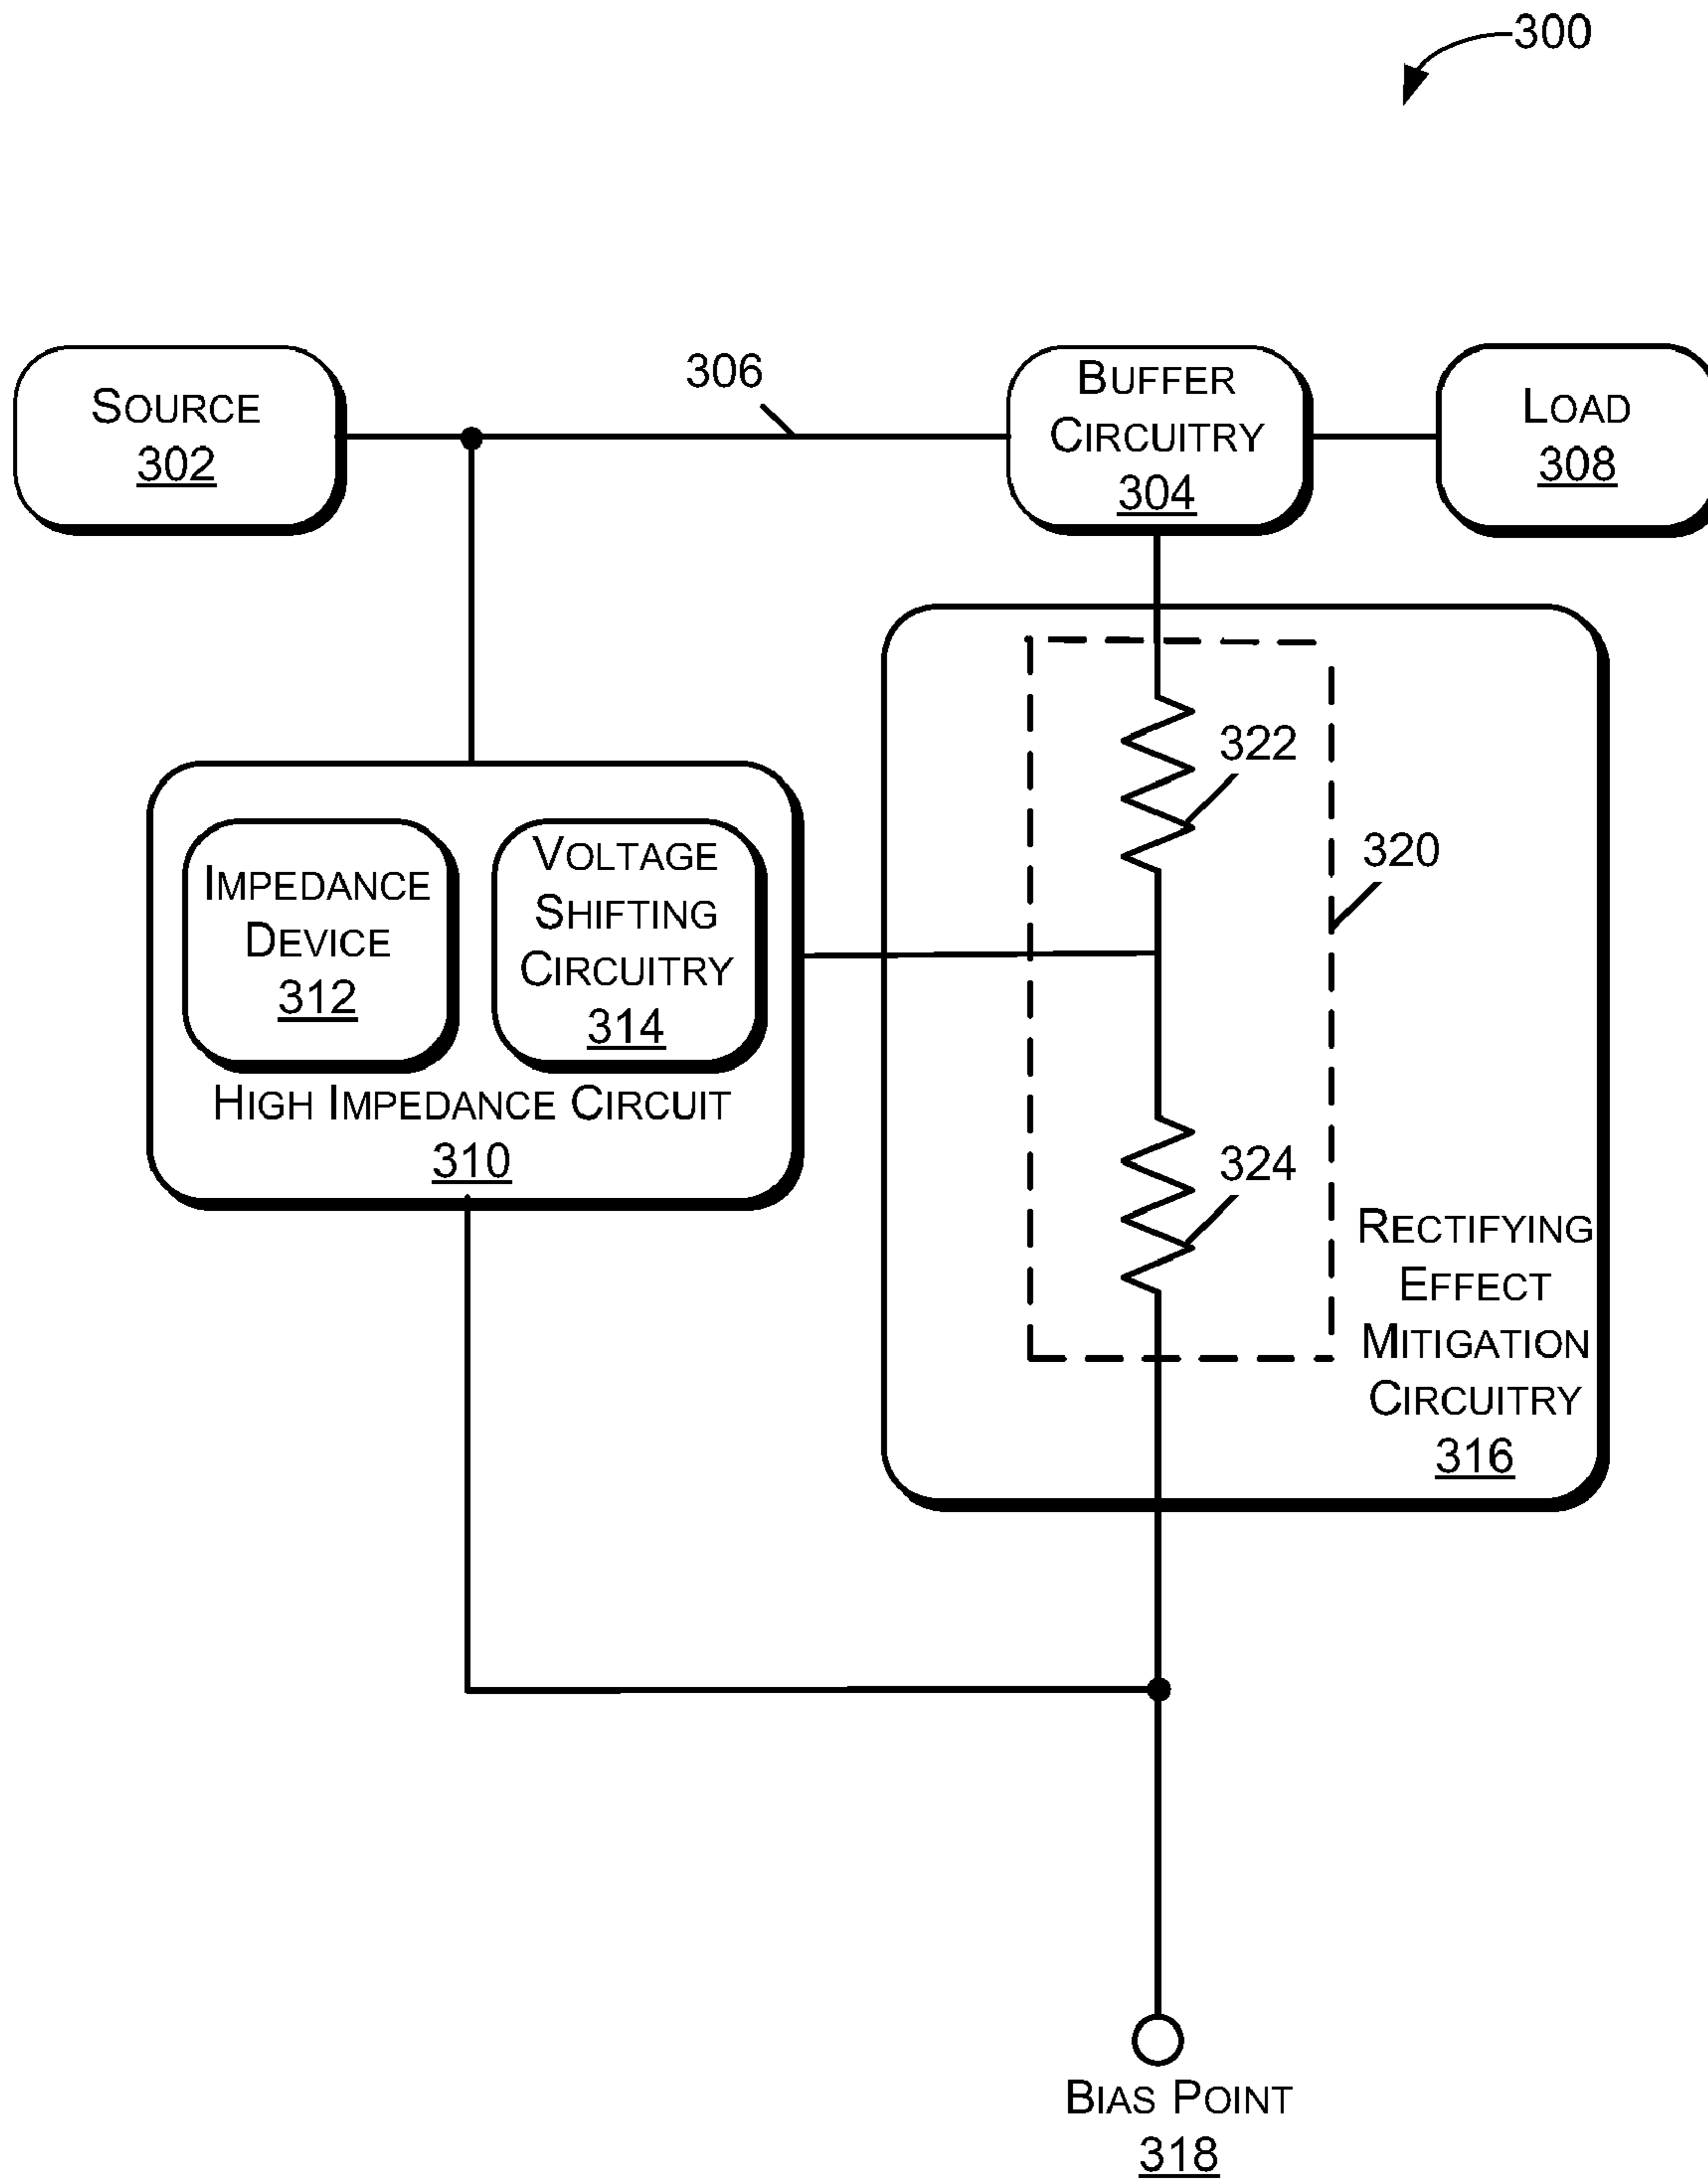 300
306
SOURCE
302
BUFFER
CIRCUITRY
304
LOAD
308
322
320
IMPEDANCE
DEVICE
312
VOLTAGE
SHIFTING
CIRCUITRY
314
HIGH IMPEDANCE CIRCUIT
310
324
RECTIFYING
EFFECT
MITIGATION
CIRCUITRY
316
BIAS POINT
318